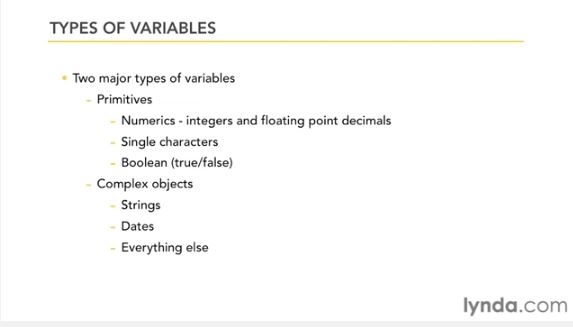 TYPES OF VARIABLES
• Two major types of variables
– Primitives
– Numerics - integers and floating point decimals
– Single characters
– Boolean (true/false)
– Complex objects
– Strings
– Dates
– Everything else
lynda.com